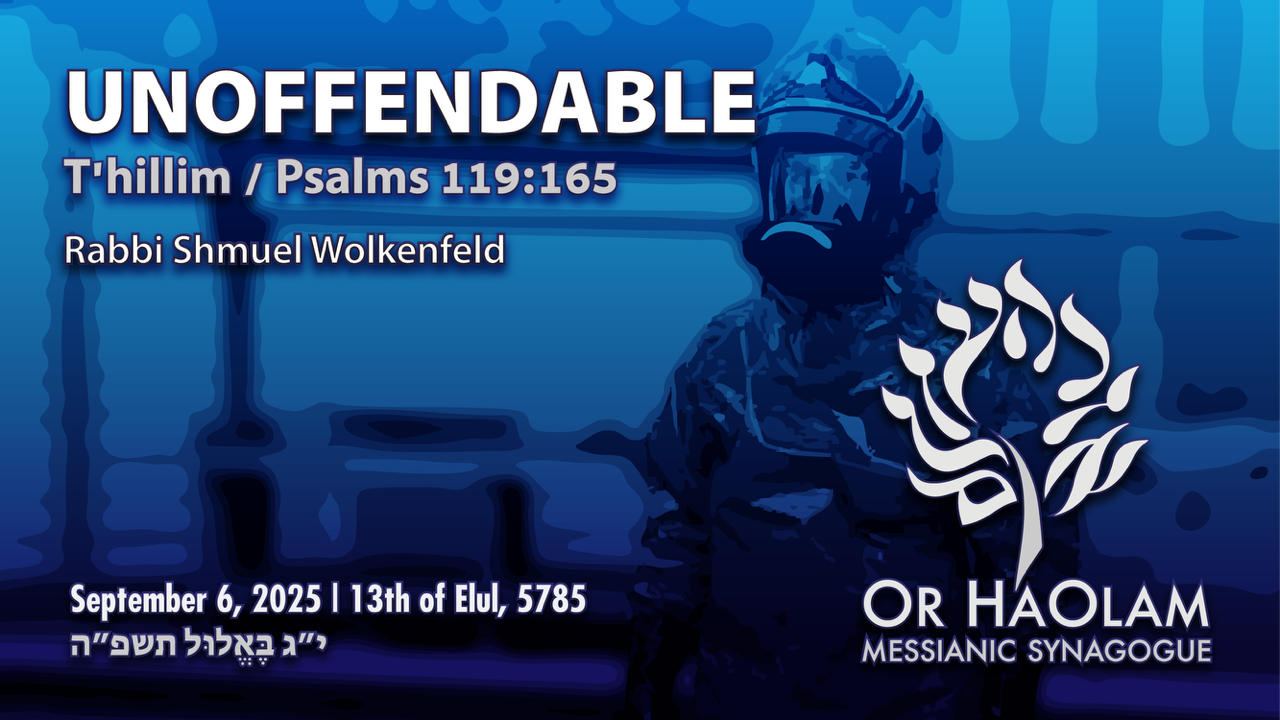 UNOFFENDABLE
T'hillim / Psalms 119:165
Rabbi Shmuel Wolkenfeld
September 6, 2025 | 13th of Elul, 5785
י״ג בֶּאֱלוּל תשפ״ה
OR HAOLAM
MESSIANIC SYNAGOGUE